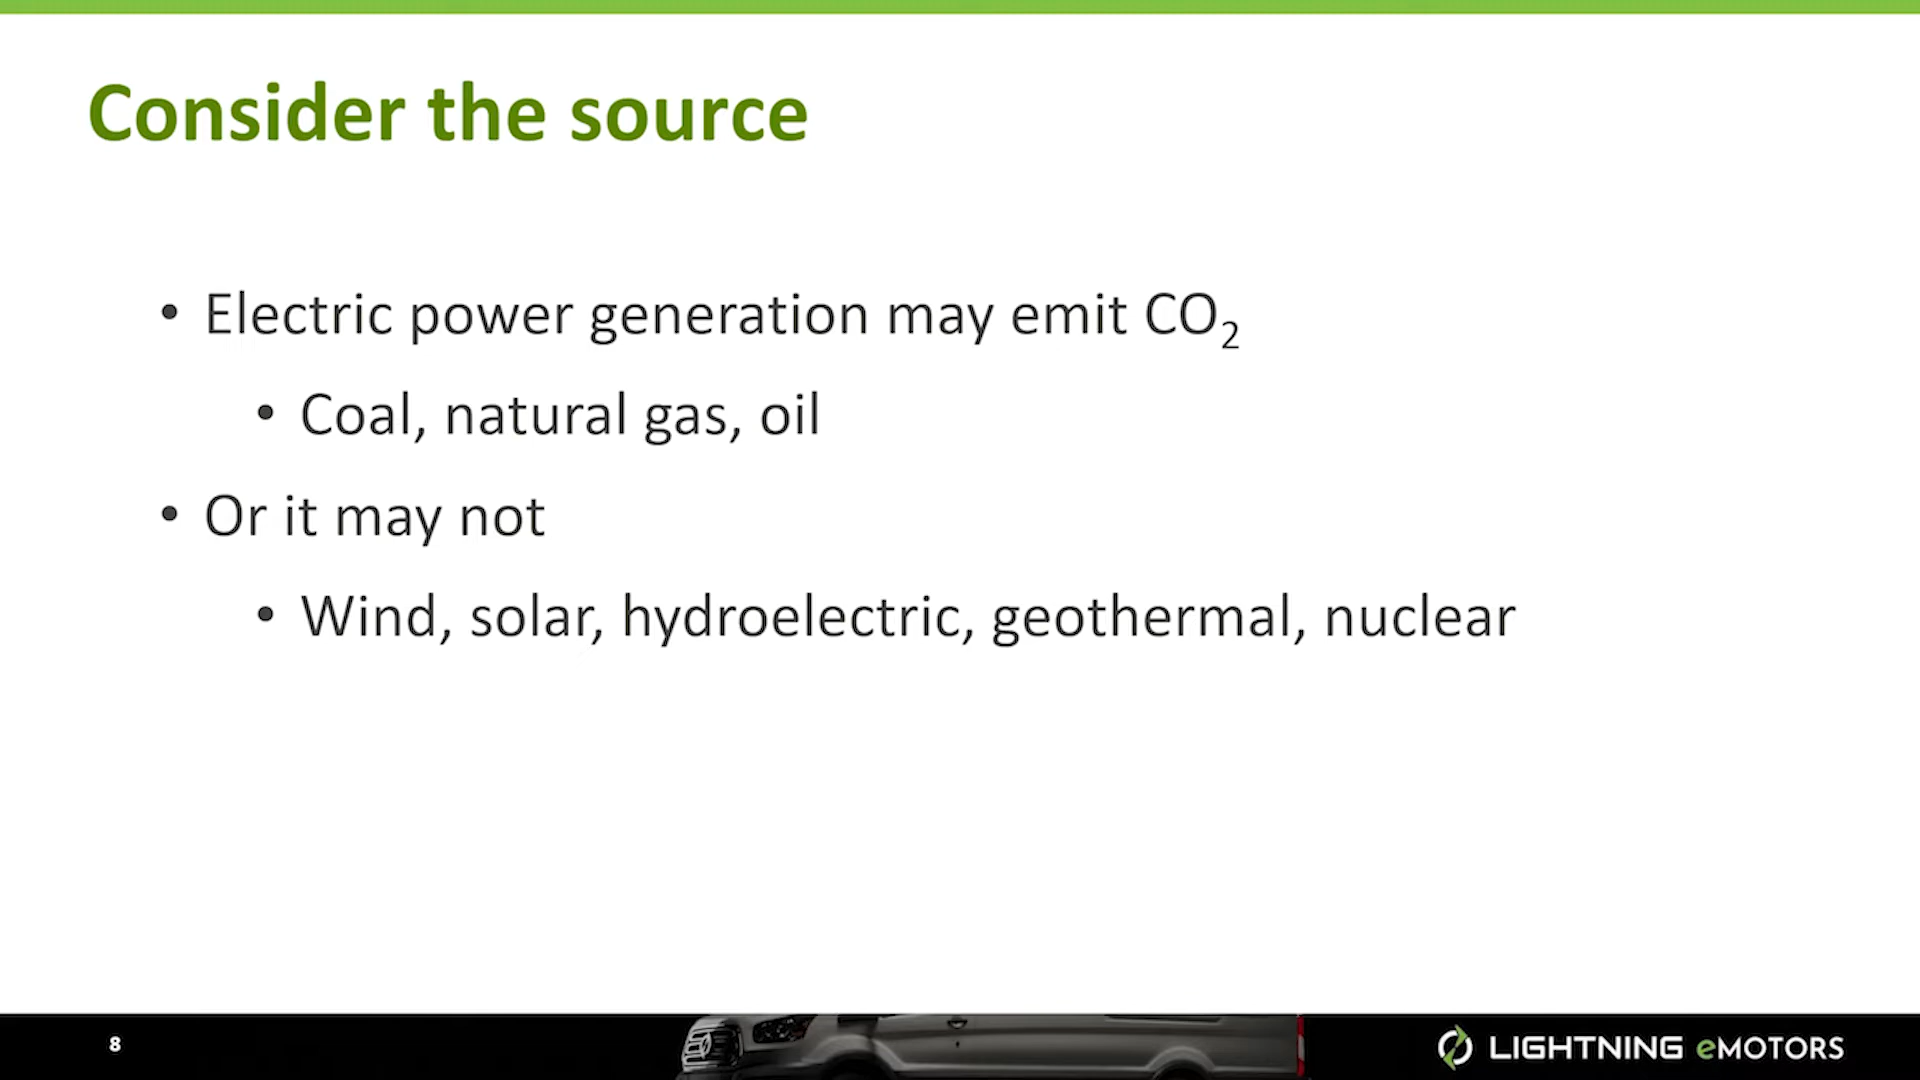 Consider the source
• Electric power generation may emit CO₂
• Coal, natural gas, oil
• Or it may not
• Wind, solar, hydroelectric, geothermal, nuclear
8
LIGHTNING eMOTORS